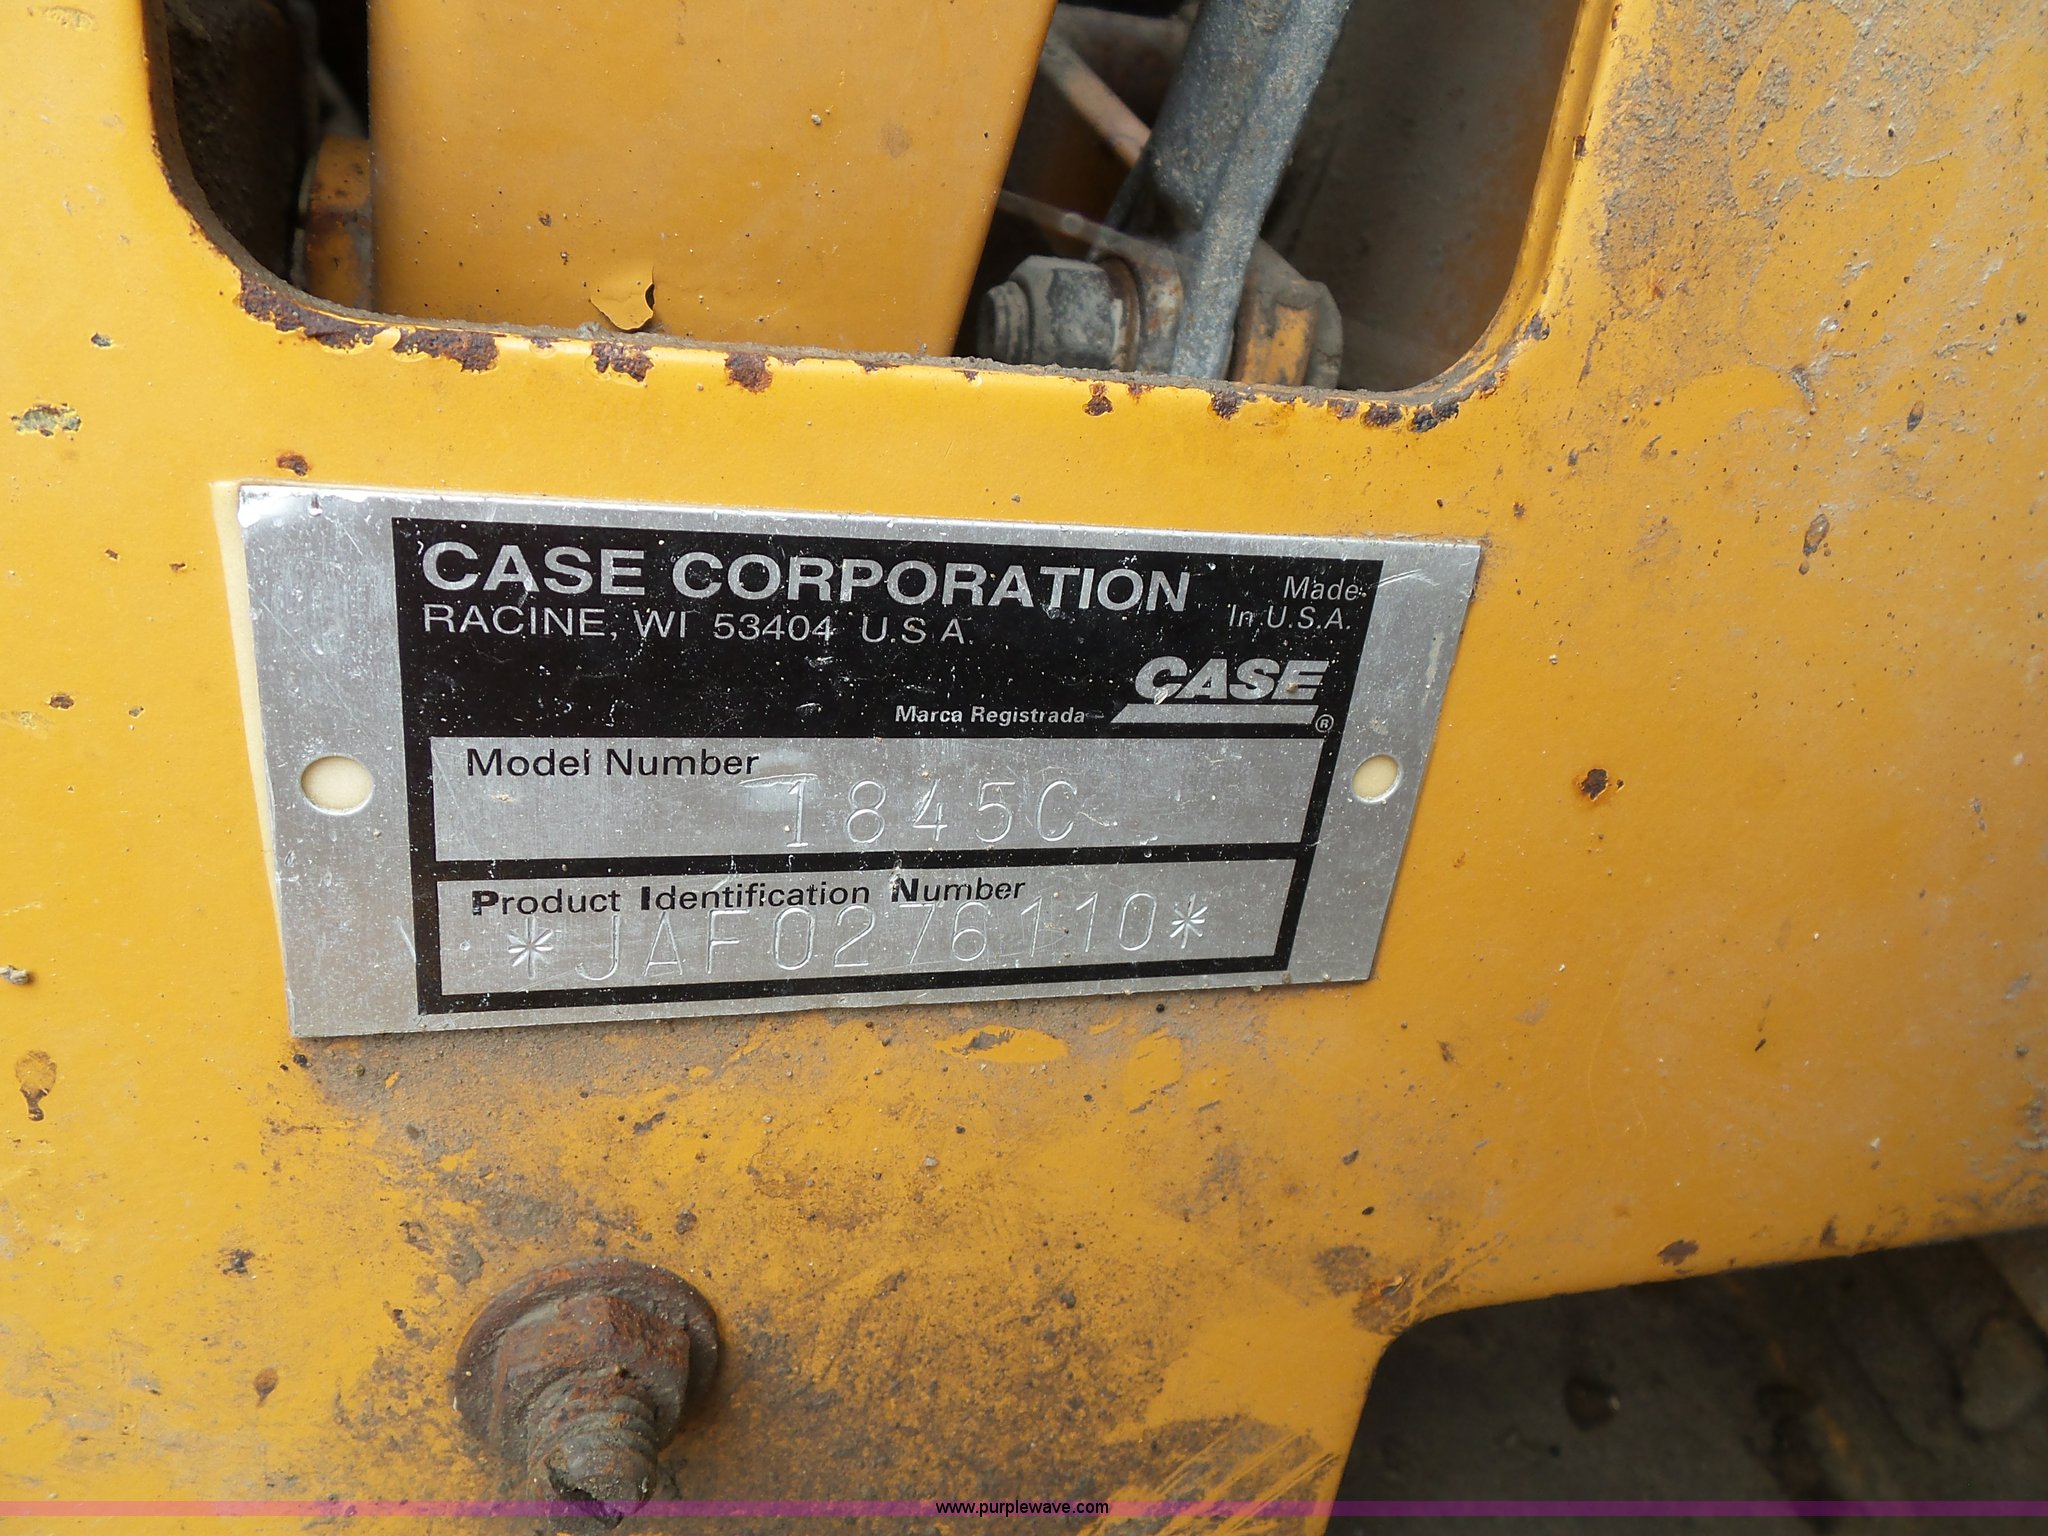 CASE CORPORATION
RACINE, WI 53404 U.S A.
Made
In U.S.A.
CASE
Marca Registrada ®
Model Number
1845C
Product Identification Number
*JAF0276110*
www.purplewave.com